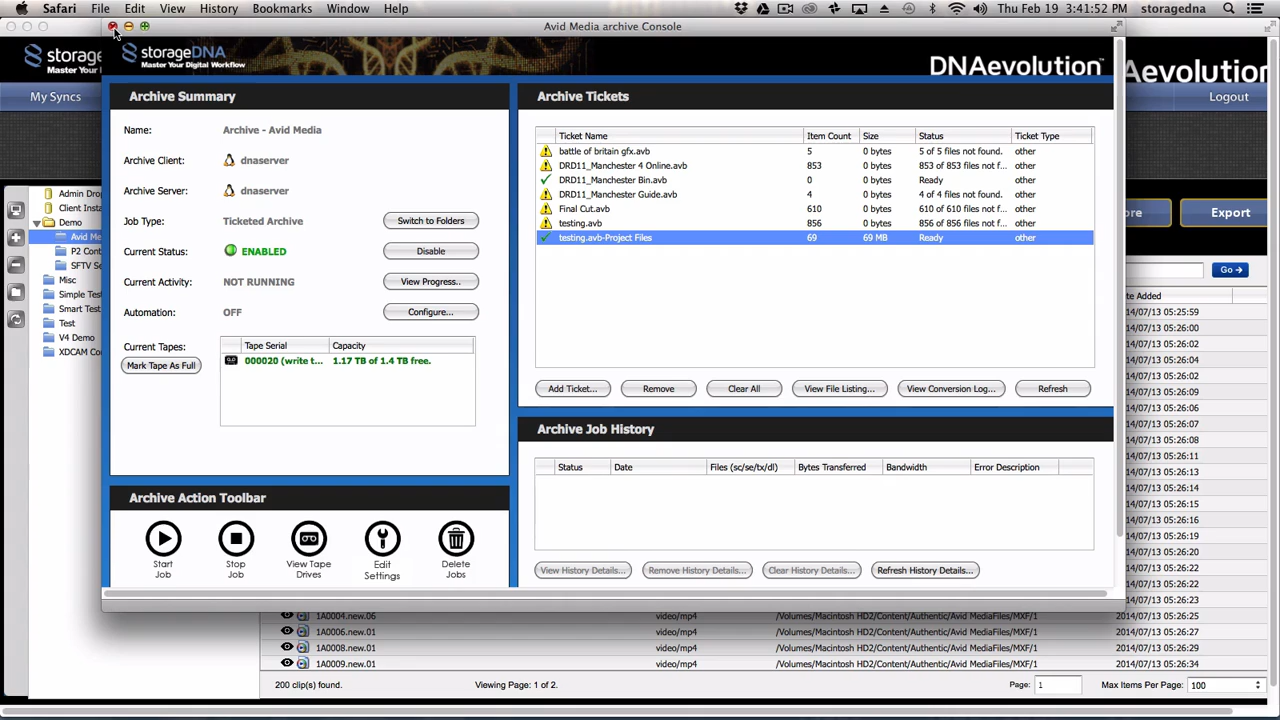 Safari File Edit View History Bookmarks Window Help Thu Feb 19 3:41:52 PM storagedna
Avid Media archive Console
storageDNA
Master Your Digital Workflow
DNAevolution
storage
Master Your
Aevolution
My Syncs
Logout
Archive Summary
Name: Archive - Avid Media
Archive Client: dnaserver
Archive Server: dnaserver
Job Type: Ticketed Archive Switch to Folders
Current Status: ENABLED Disable
Current Activity: NOT RUNNING View Progress..
Automation: OFF Configure...
Current Tapes:
Mark Tape As Full
Tape Serial Capacity
000020 (write t... 1.17 TB of 1.4 TB free.
Archive Tickets
Ticket Name Item Count Size Status Ticket Type
battle of britain gfx.avb 5 0 bytes 5 of 5 files not found. other
DRD11_Manchester 4 Online.avb 853 0 bytes 853 of 853 files not f... other
DRD11_Manchester Bin.avb 0 0 bytes Ready other
DRD11_Manchester Guide.avb 4 0 bytes 4 of 4 files not found. other
Final Cut.avb 610 0 bytes 610 of 610 files not f... other
testing.avb 856 0 bytes 856 of 856 files not f... other
testing.avb-Project Files 69 69 MB Ready other
Add Ticket... Remove Clear All View File Listing... View Conversion Log... Refresh
Archive Job History
Status Date Files (sc/se/tx/dl) Bytes Transferred Bandwidth Error Description
View History Details... Remove History Details... Clear History Details... Refresh History Details...
Archive Action Toolbar
Start Job
Stop Job
View Tape Drives
Edit Settings
Delete Jobs
Admin Drop
Client Insta
Demo
Avid Me
P2 Cont
SFTV Se
Misc
Simple Test
Smart Test
Test
V4 Demo
XDCAM Co
ore
Export
Go
te Added
14/07/13 05:25:59
14/07/13 05:26:00
14/07/13 05:26:02
14/07/13 05:26:04
14/07/13 05:26:02
14/07/13 05:26:09
14/07/13 05:26:06
14/07/13 05:26:09
14/07/13 05:26:08
14/07/13 05:26:11
14/07/13 05:26:13
14/07/13 05:26:14
14/07/13 05:26:15
14/07/13 05:26:16
14/07/13 05:26:19
14/07/13 05:26:20
14/07/13 05:26:22
14/07/13 05:26:23
14/07/13 05:26:24
1A0004.new.06 video/mp4 /Volumes/Macintosh HD2/Content/Authentic/Avid MediaFiles/MXF/1 2014/07/13 05:26:25
1A0006.new.01 video/mp4 /Volumes/Macintosh HD2/Content/Authentic/Avid MediaFiles/MXF/1 2014/07/13 05:26:27
1A0008.new.01 video/mp4 /Volumes/Macintosh HD2/Content/Authentic/Avid MediaFiles/MXF/1 2014/07/13 05:26:29
1A0009.new.01 video/mp4 /Volumes/Macintosh HD2/Content/Authentic/Avid MediaFiles/MXF/1 2014/07/13 05:26:34
200 clip(s) found. Viewing Page: 1 of 2. Page: 1 Max Items Per Page: 100